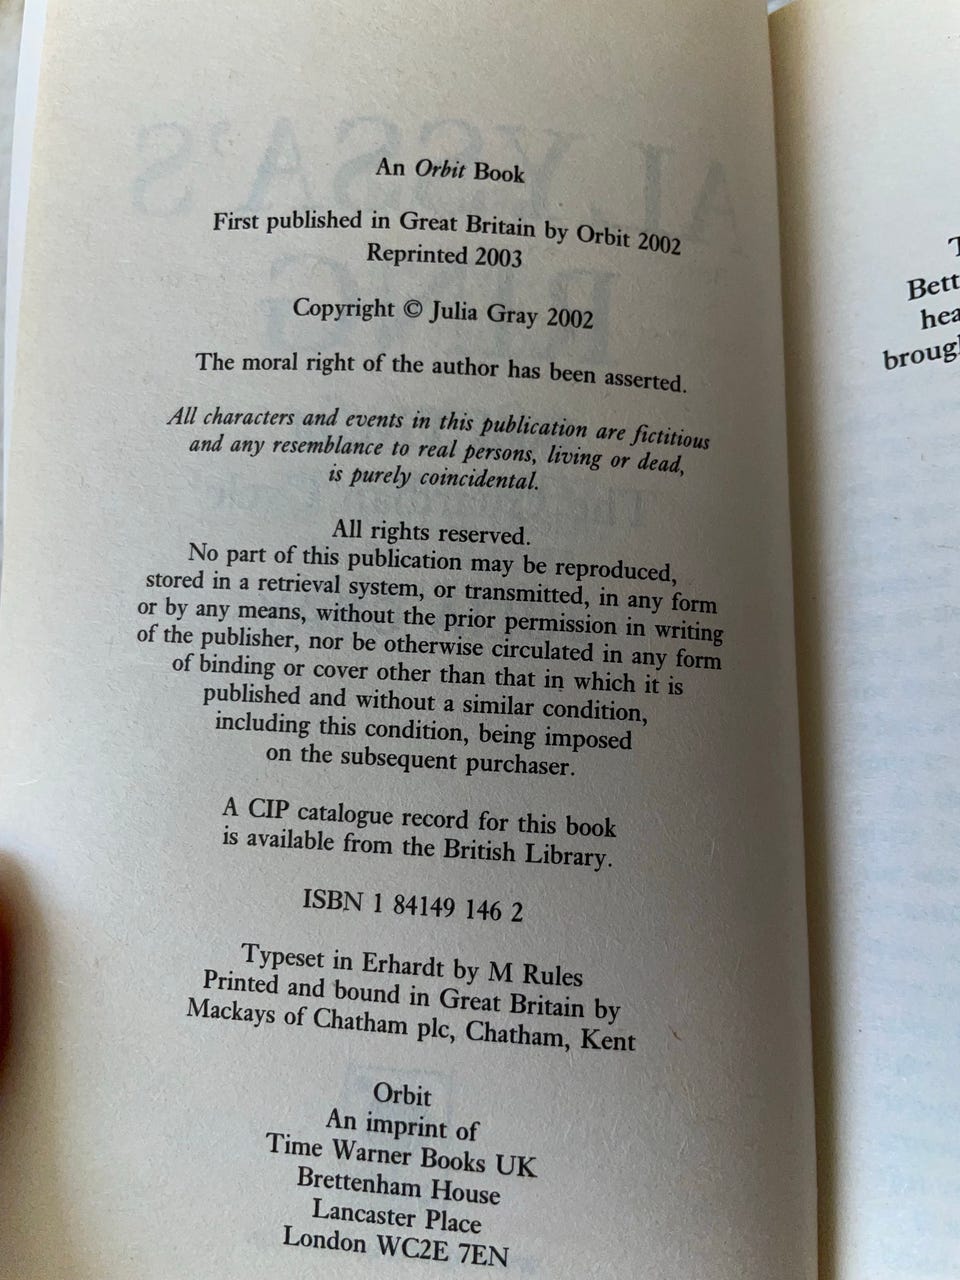 An Orbit Book
First published in Great Britain by Orbit 2002
Reprinted 2003
Copyright © Julia Gray 2002
The moral right of the author has been asserted.
All characters and events in this publication are fictitious
and any resemblance to real persons, living or dead,
is purely coincidental.
All rights reserved.
No part of this publication may be reproduced,
stored in a retrieval system, or transmitted, in any form
or by any means, without the prior permission in writing
of the publisher, nor be otherwise circulated in any form
of binding or cover other than that in which it is
published and without a similar condition,
including this condition, being imposed
on the subsequent purchaser.
A CIP catalogue record for this book
is available from the British Library.
ISBN 1 84149 146 2
Typeset in Erhardt by M Rules
Printed and bound in Great Britain by
Mackays of Chatham plc, Chatham, Kent
Orbit
An imprint of
Time Warner Books UK
Brettenham House
Lancaster Place
London WC2E 7EN
ALYSSA'S
RING
Bett
hea
broug